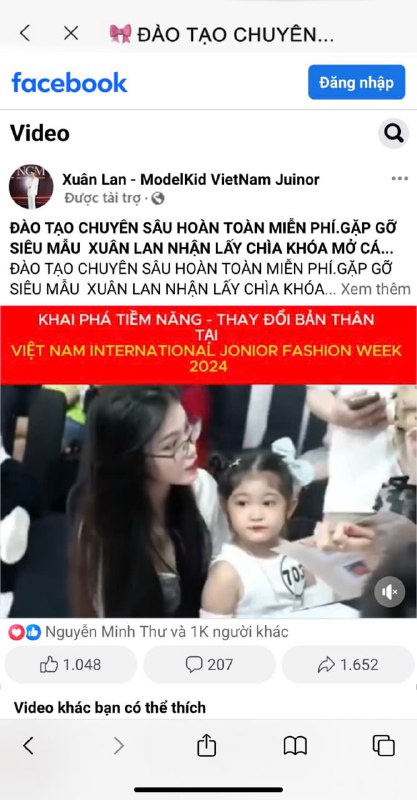 🎀 ĐÀO TẠO CHUYÊN...
facebook
Đăng nhập
Video
NGM
Xuân Lan - ModelKid VietNam Juinor
Được tài trợ ·
ĐÀO TẠO CHUYÊN SÂU HOÀN TOÀN MIỄN PHÍ.GẶP GỠ
SIÊU MẪU XUÂN LAN NHẬN LẤY CHÌA KHÓA MỞ CÁ...
ĐÀO TẠO CHUYÊN SÂU HOÀN TOÀN MIỄN PHÍ.GẶP GỠ
SIÊU MẪU XUÂN LAN NHẬN LẤY CHÌA KHÓA... Xem thêm
KHAI PHÁ TIỀM NĂNG - THAY ĐỔI BẢN THÂN
TẠI
VIỆT NAM INTERNATIONAL JONIOR FASHION WEEK
2024
703
Nguyễn Minh Thư và 1K người khác
1.048
207
1.652
Video khác bạn có thể thích